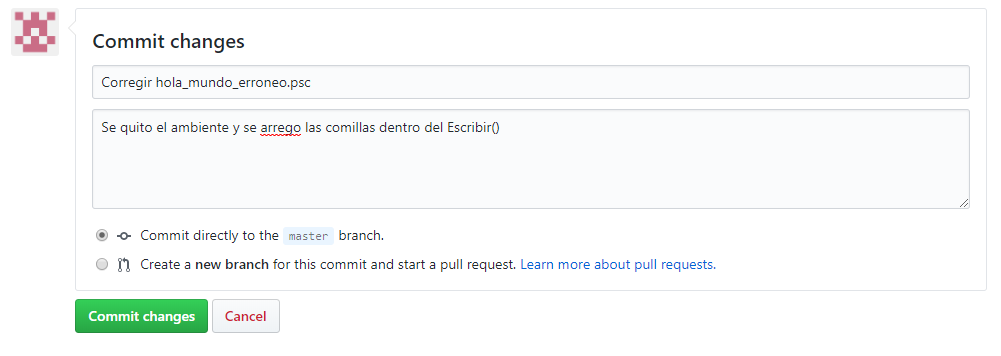 Commit changes
Corregir hola_mundo_erroneo.psc
Se quito el ambiente y se arrego las comillas dentro del Escribir()
Commit directly to the master branch.
Create a new branch for this commit and start a pull request. Learn more about pull requests.
Commit changes Cancel